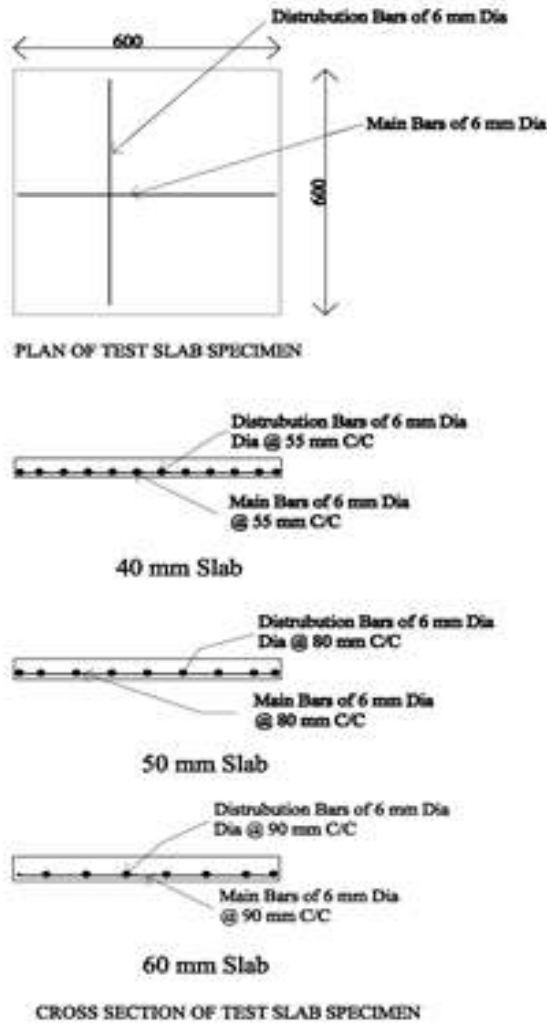 Distrubution Bars of 6 mm Dia
600
Main Bars of 6 mm Dia
600
PLAN OF TEST SLAB SPECIMEN
Distrubution Bars of 6 mm Dia
Dia @ 55 mm C/C
Main Bars of 6 mm Dia
@ 55 mm C/C
40 mm Slab
Distrubution Bars of 6 mm Dia
Dia @ 80 mm C/C
Main Bars of 6 mm Dia
@ 80 mm C/C
50 mm Slab
Distrubution Bars of 6 mm Dia
Dia @ 90 mm C/C
Main Bars of 6 mm Dia
@ 90 mm C/C
60 mm Slab
CROSS SECTION OF TEST SLAB SPECIMEN